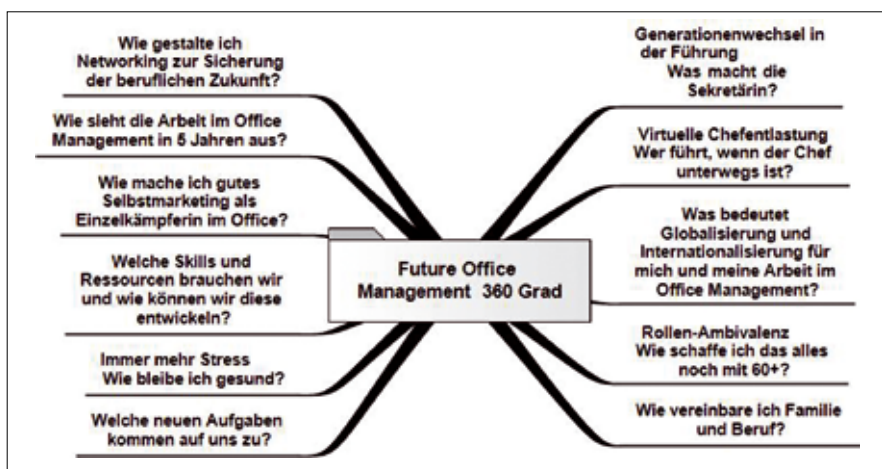 Wie gestalte ich
Networking zur Sicherung
der beruflichen Zukunft?
Wie sieht die Arbeit im Office
Management in 5 Jahren aus?
Wie mache ich gutes
Selbstmarketing als
Einzelkämpferin im Office?
Welche Skills und
Ressourcen brauchen wir
und wie können wir diese
entwickeln?
Immer mehr Stress
Wie bleibe ich gesund?
Welche neuen Aufgaben
kommen auf uns zu?
Future Office
Management 360 Grad
Generationenwechsel in
der Führung
Was macht die
Sekretärin?
Virtuelle Chefentlastung
Wer führt, wenn der Chef
unterwegs ist?
Was bedeutet
Globalisierung und
Internationalisierung für
mich und meine Arbeit im
Office Management?
Rollen-Ambivalenz
Wie schaffe ich das alles
noch mit 60+?
Wie vereinbare ich Familie
und Beruf?